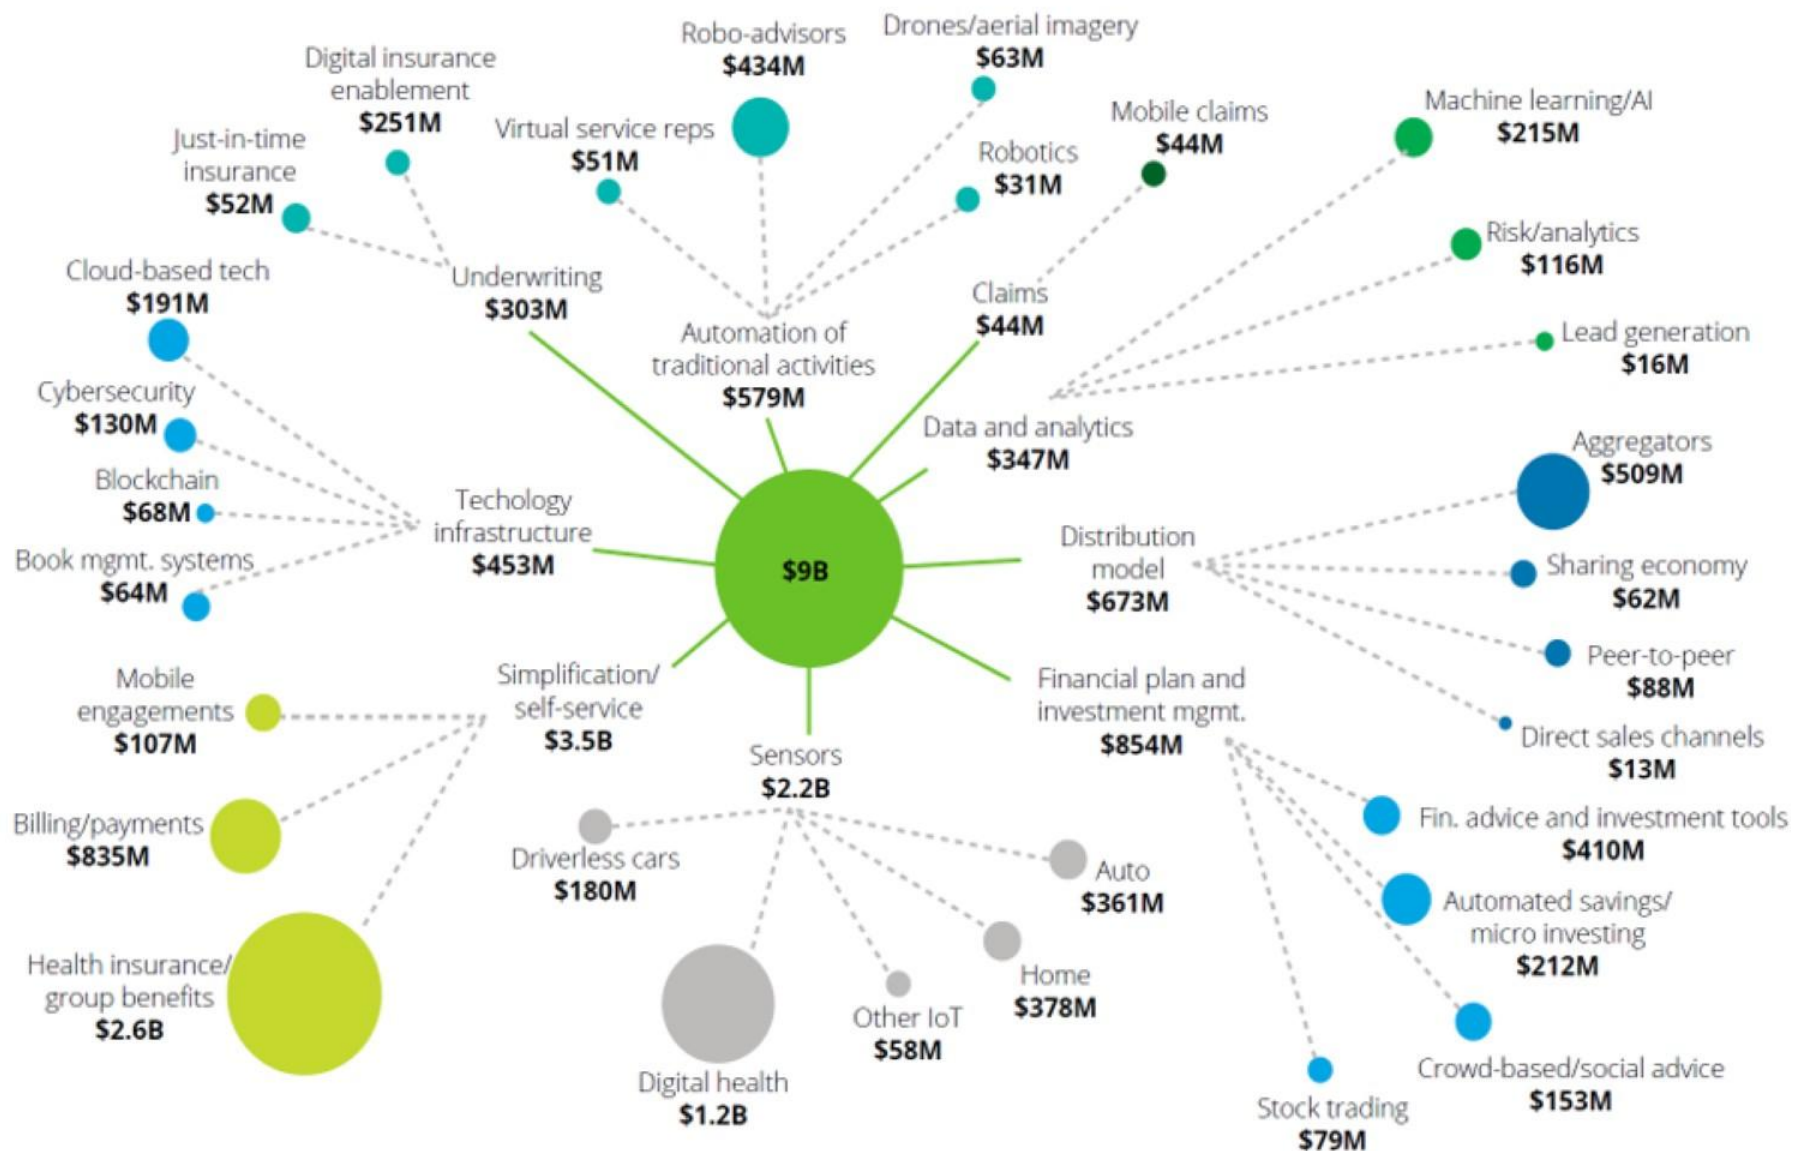 Robo-advisors
$434M
Drones/aerial imagery
$63M
Digital insurance
enablement
$251M
Virtual service reps
$51M
Mobile claims
$44M
Machine learning/AI
$215M
Just-in-time
insurance
$52M
Robotics
$31M
Risk/analytics
$116M
Cloud-based tech
$191M
Underwriting
$303M
Automation of
traditional activities
$579M
Claims
$44M
Lead generation
$16M
Cybersecurity
$130M
Data and analytics
$347M
Aggregators
$509M
Blockchain
$68M
Techology
infrastructure
$453M
$9B
Distribution
model
$673M
Sharing economy
$62M
Book mgmt. systems
$64M
Peer-to-peer
$88M
Mobile
engagements
$107M
Simplification/
self-service
$3.5B
Sensors
$2.2B
Financial plan and
investment mgmt.
$854M
Direct sales channels
$13M
Billing/payments
$835M
Driverless cars
$180M
Auto
$361M
Fin. advice and investment tools
$410M
Automated savings/
micro investing
$212M
Health insurance/
group benefits
$2.6B
Home
$378M
Other IoT
$58M
Digital health
$1.2B
Crowd-based/social advice
$153M
Stock trading
$79M